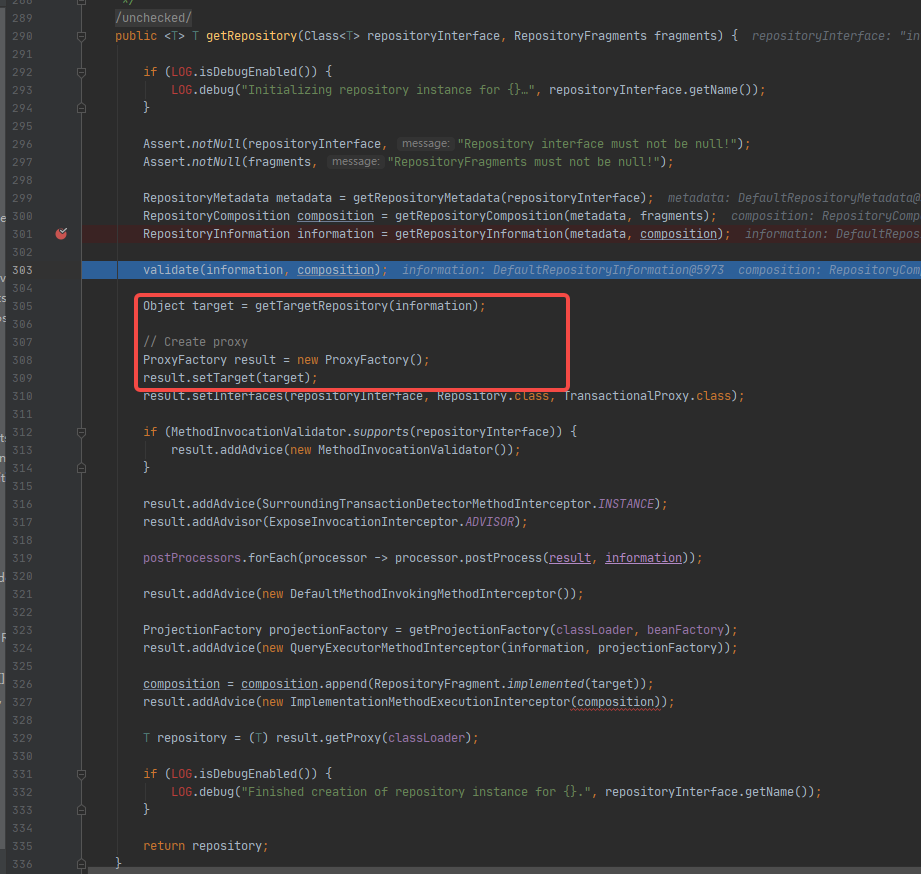 288 */
289 /unchecked/
290 public <T> T getRepository(Class<T> repositoryInterface, RepositoryFragments fragments) { repositoryInterface: "in
291
292 if (LOG.isDebugEnabled()) {
293 LOG.debug("Initializing repository instance for {}…", repositoryInterface.getName());
294 }
295
296 Assert.notNull(repositoryInterface, message: "Repository interface must not be null!");
297 Assert.notNull(fragments, message: "RepositoryFragments must not be null!");
298
299 RepositoryMetadata metadata = getRepositoryMetadata(repositoryInterface); metadata: DefaultRepositoryMetadata@
300 RepositoryComposition composition = getRepositoryComposition(metadata, fragments); composition: RepositoryComp
301 RepositoryInformation information = getRepositoryInformation(metadata, composition); information: DefaultRepos
302
303 validate(information, composition); information: DefaultRepositoryInformation@5973 composition: RepositoryCom
304
305 Object target = getTargetRepository(information);
306
307 // Create proxy
308 ProxyFactory result = new ProxyFactory();
309 result.setTarget(target);
310 result.setInterfaces(repositoryInterface, Repository.class, TransactionalProxy.class);
311
312 if (MethodInvocationValidator.supports(repositoryInterface)) {
313 result.addAdvice(new MethodInvocationValidator());
314 }
315
316 result.addAdvice(SurroundingTransactionDetectorMethodInterceptor.INSTANCE);
317 result.addAdvisor(ExposeInvocationInterceptor.ADVISOR);
318
319 postProcessors.forEach(processor -> processor.postProcess(result, information));
320
321 result.addAdvice(new DefaultMethodInvokingMethodInterceptor());
322
323 ProjectionFactory projectionFactory = getProjectionFactory(classLoader, beanFactory);
324 result.addAdvice(new QueryExecutorMethodInterceptor(information, projectionFactory));
325
326 composition = composition.append(RepositoryFragment.implemented(target));
327 result.addAdvice(new ImplementationMethodExecutionInterceptor(composition));
328
329 T repository = (T) result.getProxy(classLoader);
330
331 if (LOG.isDebugEnabled()) {
332 LOG.debug("Finished creation of repository instance for {}.", repositoryInterface.getName());
333 }
334
335 return repository;
336 }